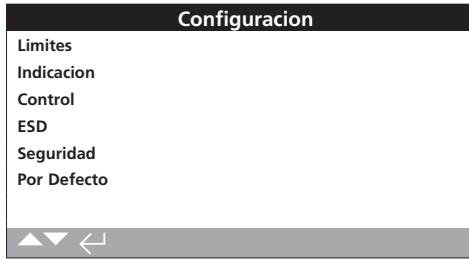 Configuracion
Limites
Indicacion
Control
ESD
Seguridad
Por Defecto